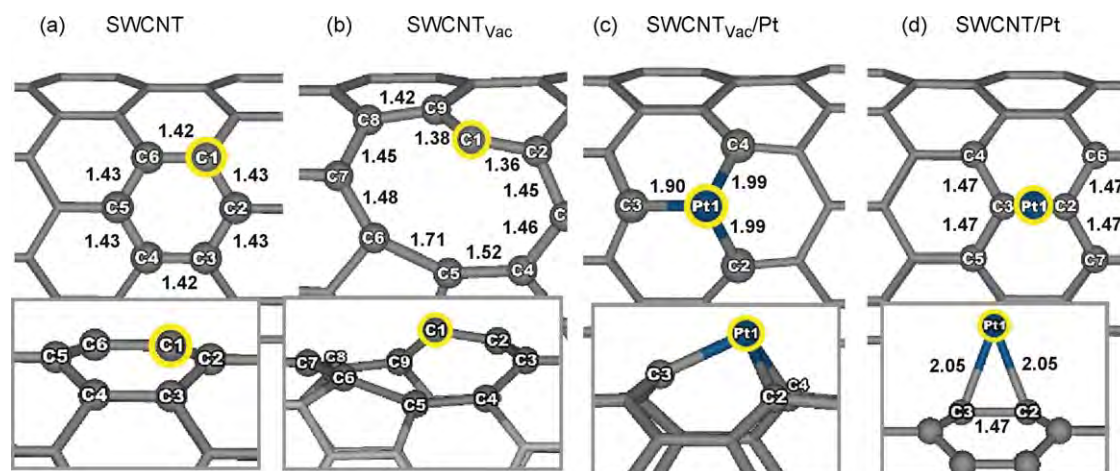 (a) SWCNT
(b) SWCNT_Vac
(c) SWCNT_Vac/Pt
(d) SWCNT/Pt
1.42
C6 C1
1.43 1.43
C5 C2
1.43 1.43
C4 C3
1.42
C6 C1
C5 C2
C4 C3
1.42
C8 C9
1.38 C1
1.36 C2
1.45
C7
1.45
1.48
1.46
C6
1.71 1.52
C5 C4
C1
C7 C8 C9 C2
C6 C3
C5 C4
C4
1.90 1.99
C3 Pt1
1.99
C2
Pt1
C3
C4
C2
C4 C6
1.47 1.47
C3 Pt1 C2
1.47 1.47
C5 C7
Pt1
2.05 2.05
C3 C2
1.47